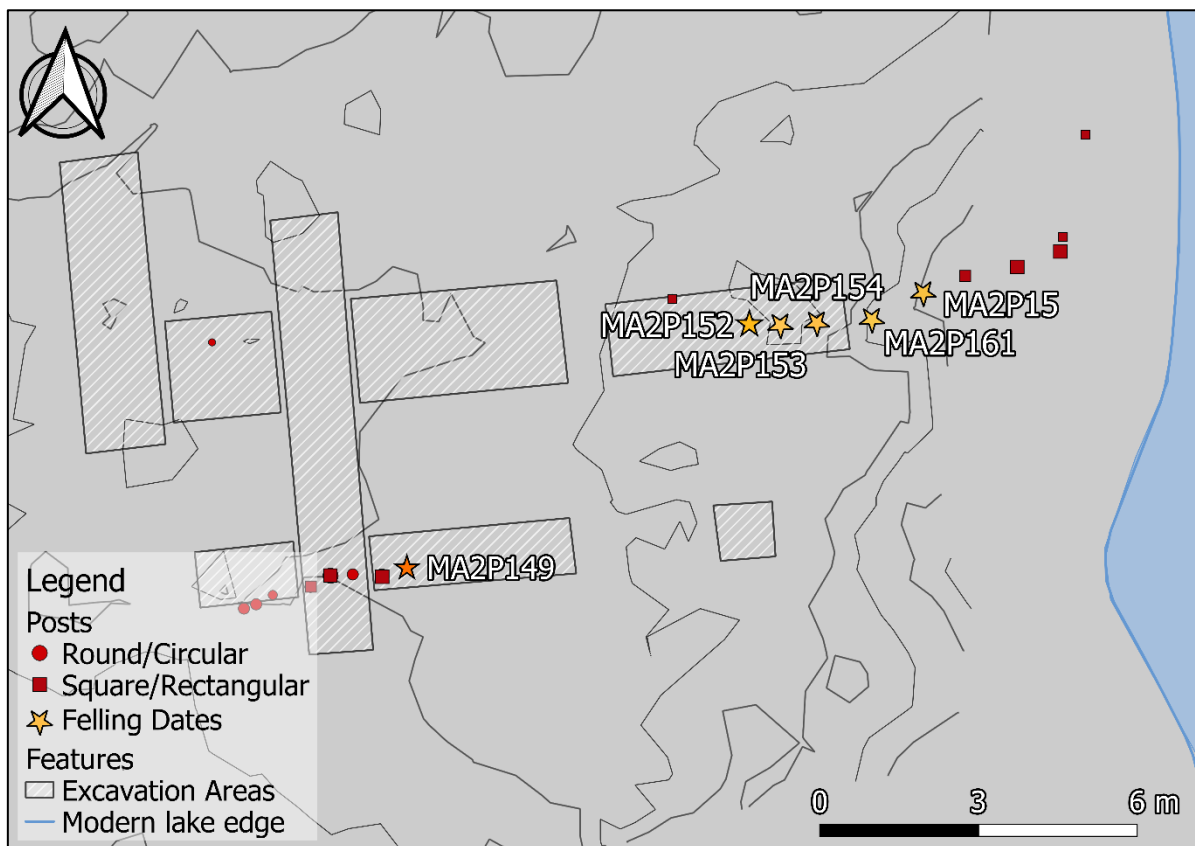 MA2P154
MA2P15
MA2P152
MA2P161
MA2P153
MA2P149
Legend
Posts
Round/Circular
Square/Rectangular
Felling Dates
Features
Excavation Areas
Modern lake edge
0 3 6 m